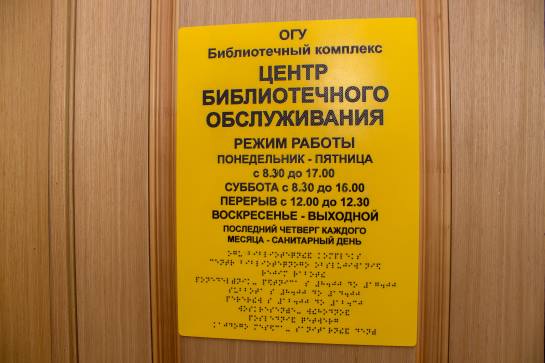 ОГУ
Библиотечный комплекс
ЦЕНТР
БИБЛИОТЕЧНОГО
ОБСЛУЖИВАНИЯ
РЕЖИМ РАБОТЫ
ПОНЕДЕЛЬНИК - ПЯТНИЦА
с 8.30 до 17.00
СУББОТА с 8.30 до 16.00
ПЕРЕРЫВ с 12.00 до 12.30
ВОСКРЕСЕНЬЕ - ВЫХОДНОЙ
ПОСЛЕДНИЙ ЧЕТВЕРГ КАЖДОГО
МЕСЯЦА - САНИТАРНЫЙ ДЕНЬ